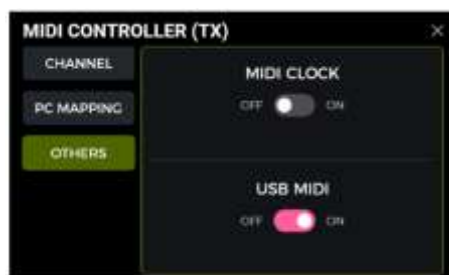 MIDI CONTROLLER (TX)
CHANNEL
PC MAPPING
OTHERS
MIDI CLOCK
OFF ON
USB MIDI
OFF ON